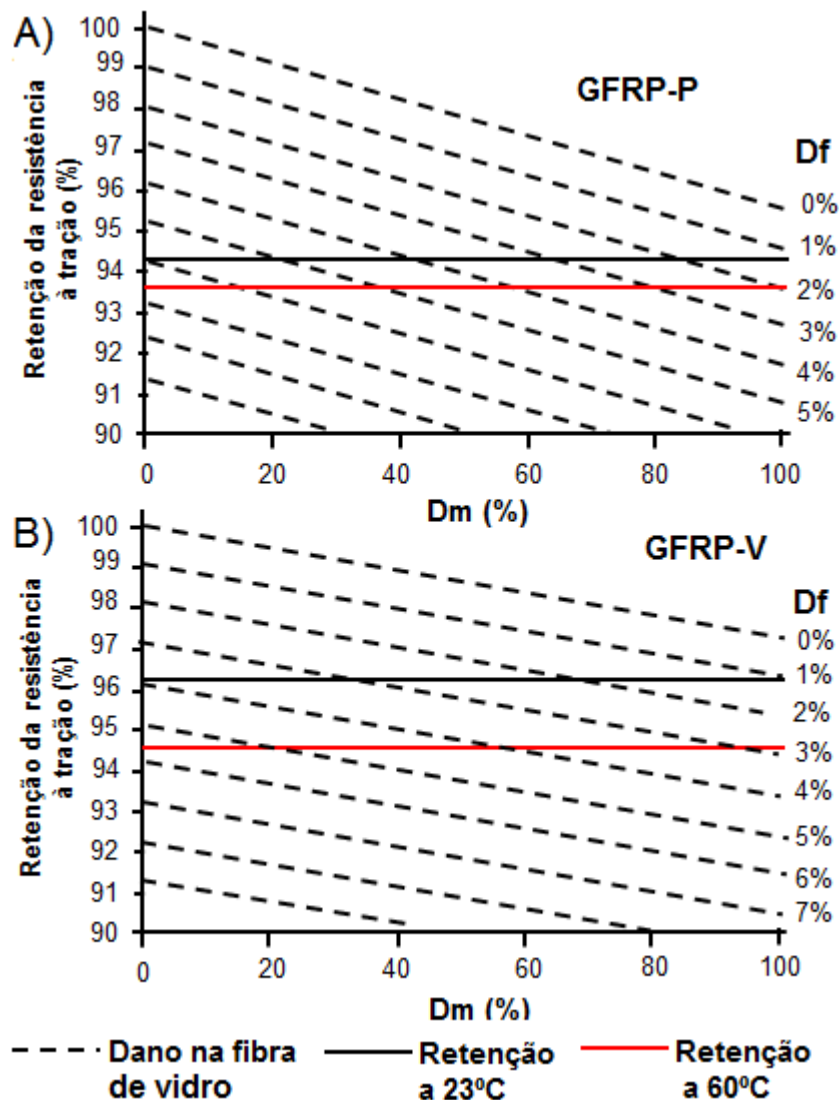 A)
GFRP-P
Retenção da resistència
à tração (%)
100
99
98
97
96
95
94
93
92
91
90
Df
0%
1%
2%
3%
4%
5%
0
20
40
60
80
100
Dm (%)
B)
GFRP-V
Retenção da resistència
à tração (%)
100
99
98
97
96
95
94
93
92
91
90
Df
0%
1%
2%
3%
4%
5%
6%
7%
0
20
40
60
80
100
Dm (%)
Dano na fibra
de vidro
Retenção
a 23ºC
Retenção
a 60ºC